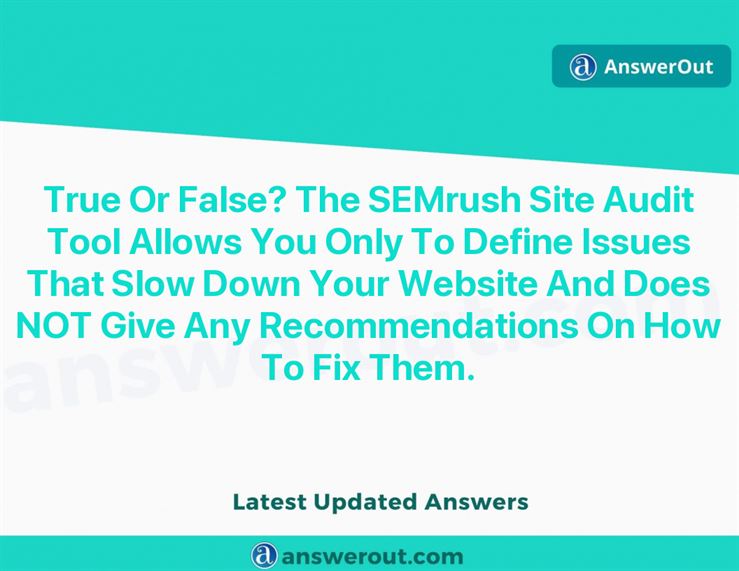 AnswerOut
True Or False? The SEMrush Site Audit
Tool Allows You Only To Define Issues
That Slow Down Your Website And Does
NOT Give Any Recommendations On How
To Fix Them.
answerout.com
Latest Updated Answers
answerout.com